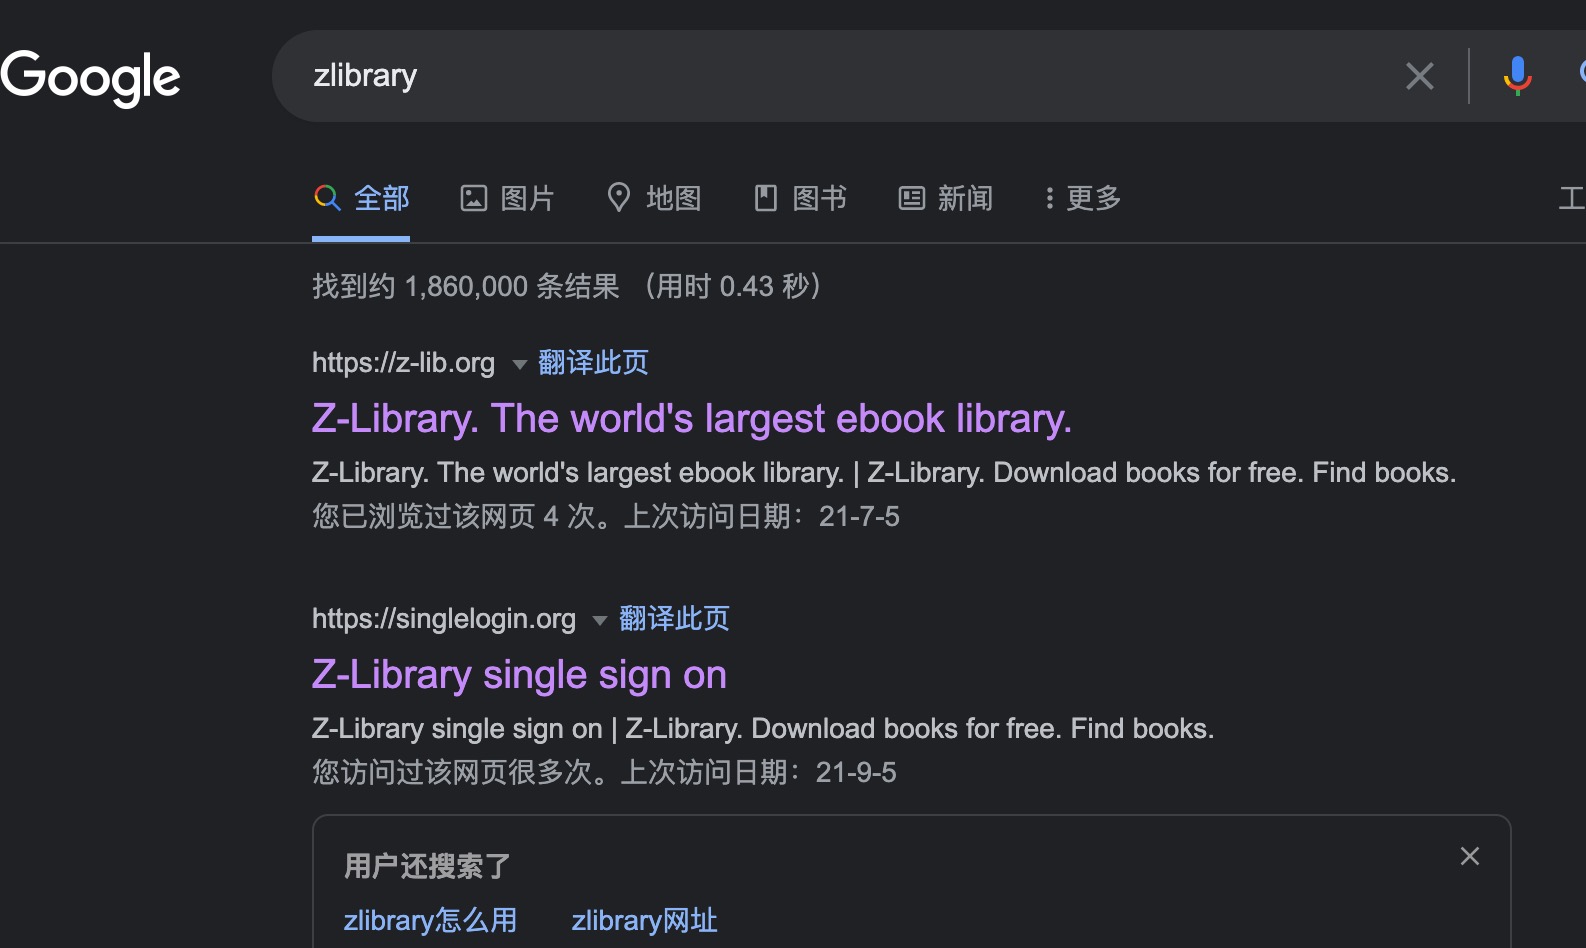 Google
zlibrary
全部 图片 地图 图书 新闻 更多 工
找到约 1,860,000 条结果 （用时 0.43 秒）
https://z-lib.org 翻译此页
Z-Library. The world's largest ebook library.
Z-Library. The world's largest ebook library. | Z-Library. Download books for free. Find books.
您已浏览过该网页 4 次。上次访问日期：21-7-5
https://singlelogin.org 翻译此页
Z-Library single sign on
Z-Library single sign on | Z-Library. Download books for free. Find books.
您访问过该网页很多次。上次访问日期：21-9-5
用户还搜索了
zlibrary怎么用 zlibrary网址